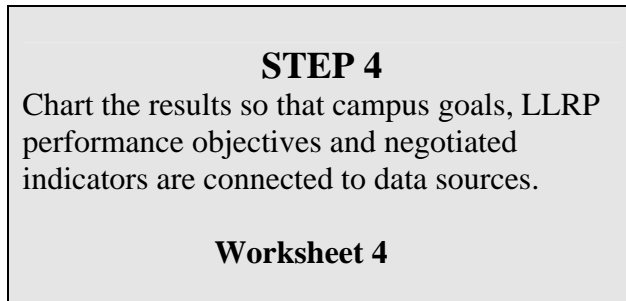 STEP 4
Chart the results so that campus goals, LLRP
performance objectives and negotiated
indicators are connected to data sources.
Worksheet 4